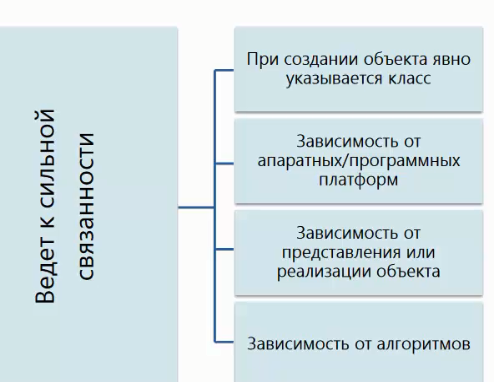 Ведет к сильной
связанности
При создании объекта явно
указывается класс
Зависимость от
апаратных/программных
платформ
Зависимость от
представления или
реализации объекта
Зависимость от алгоритмов